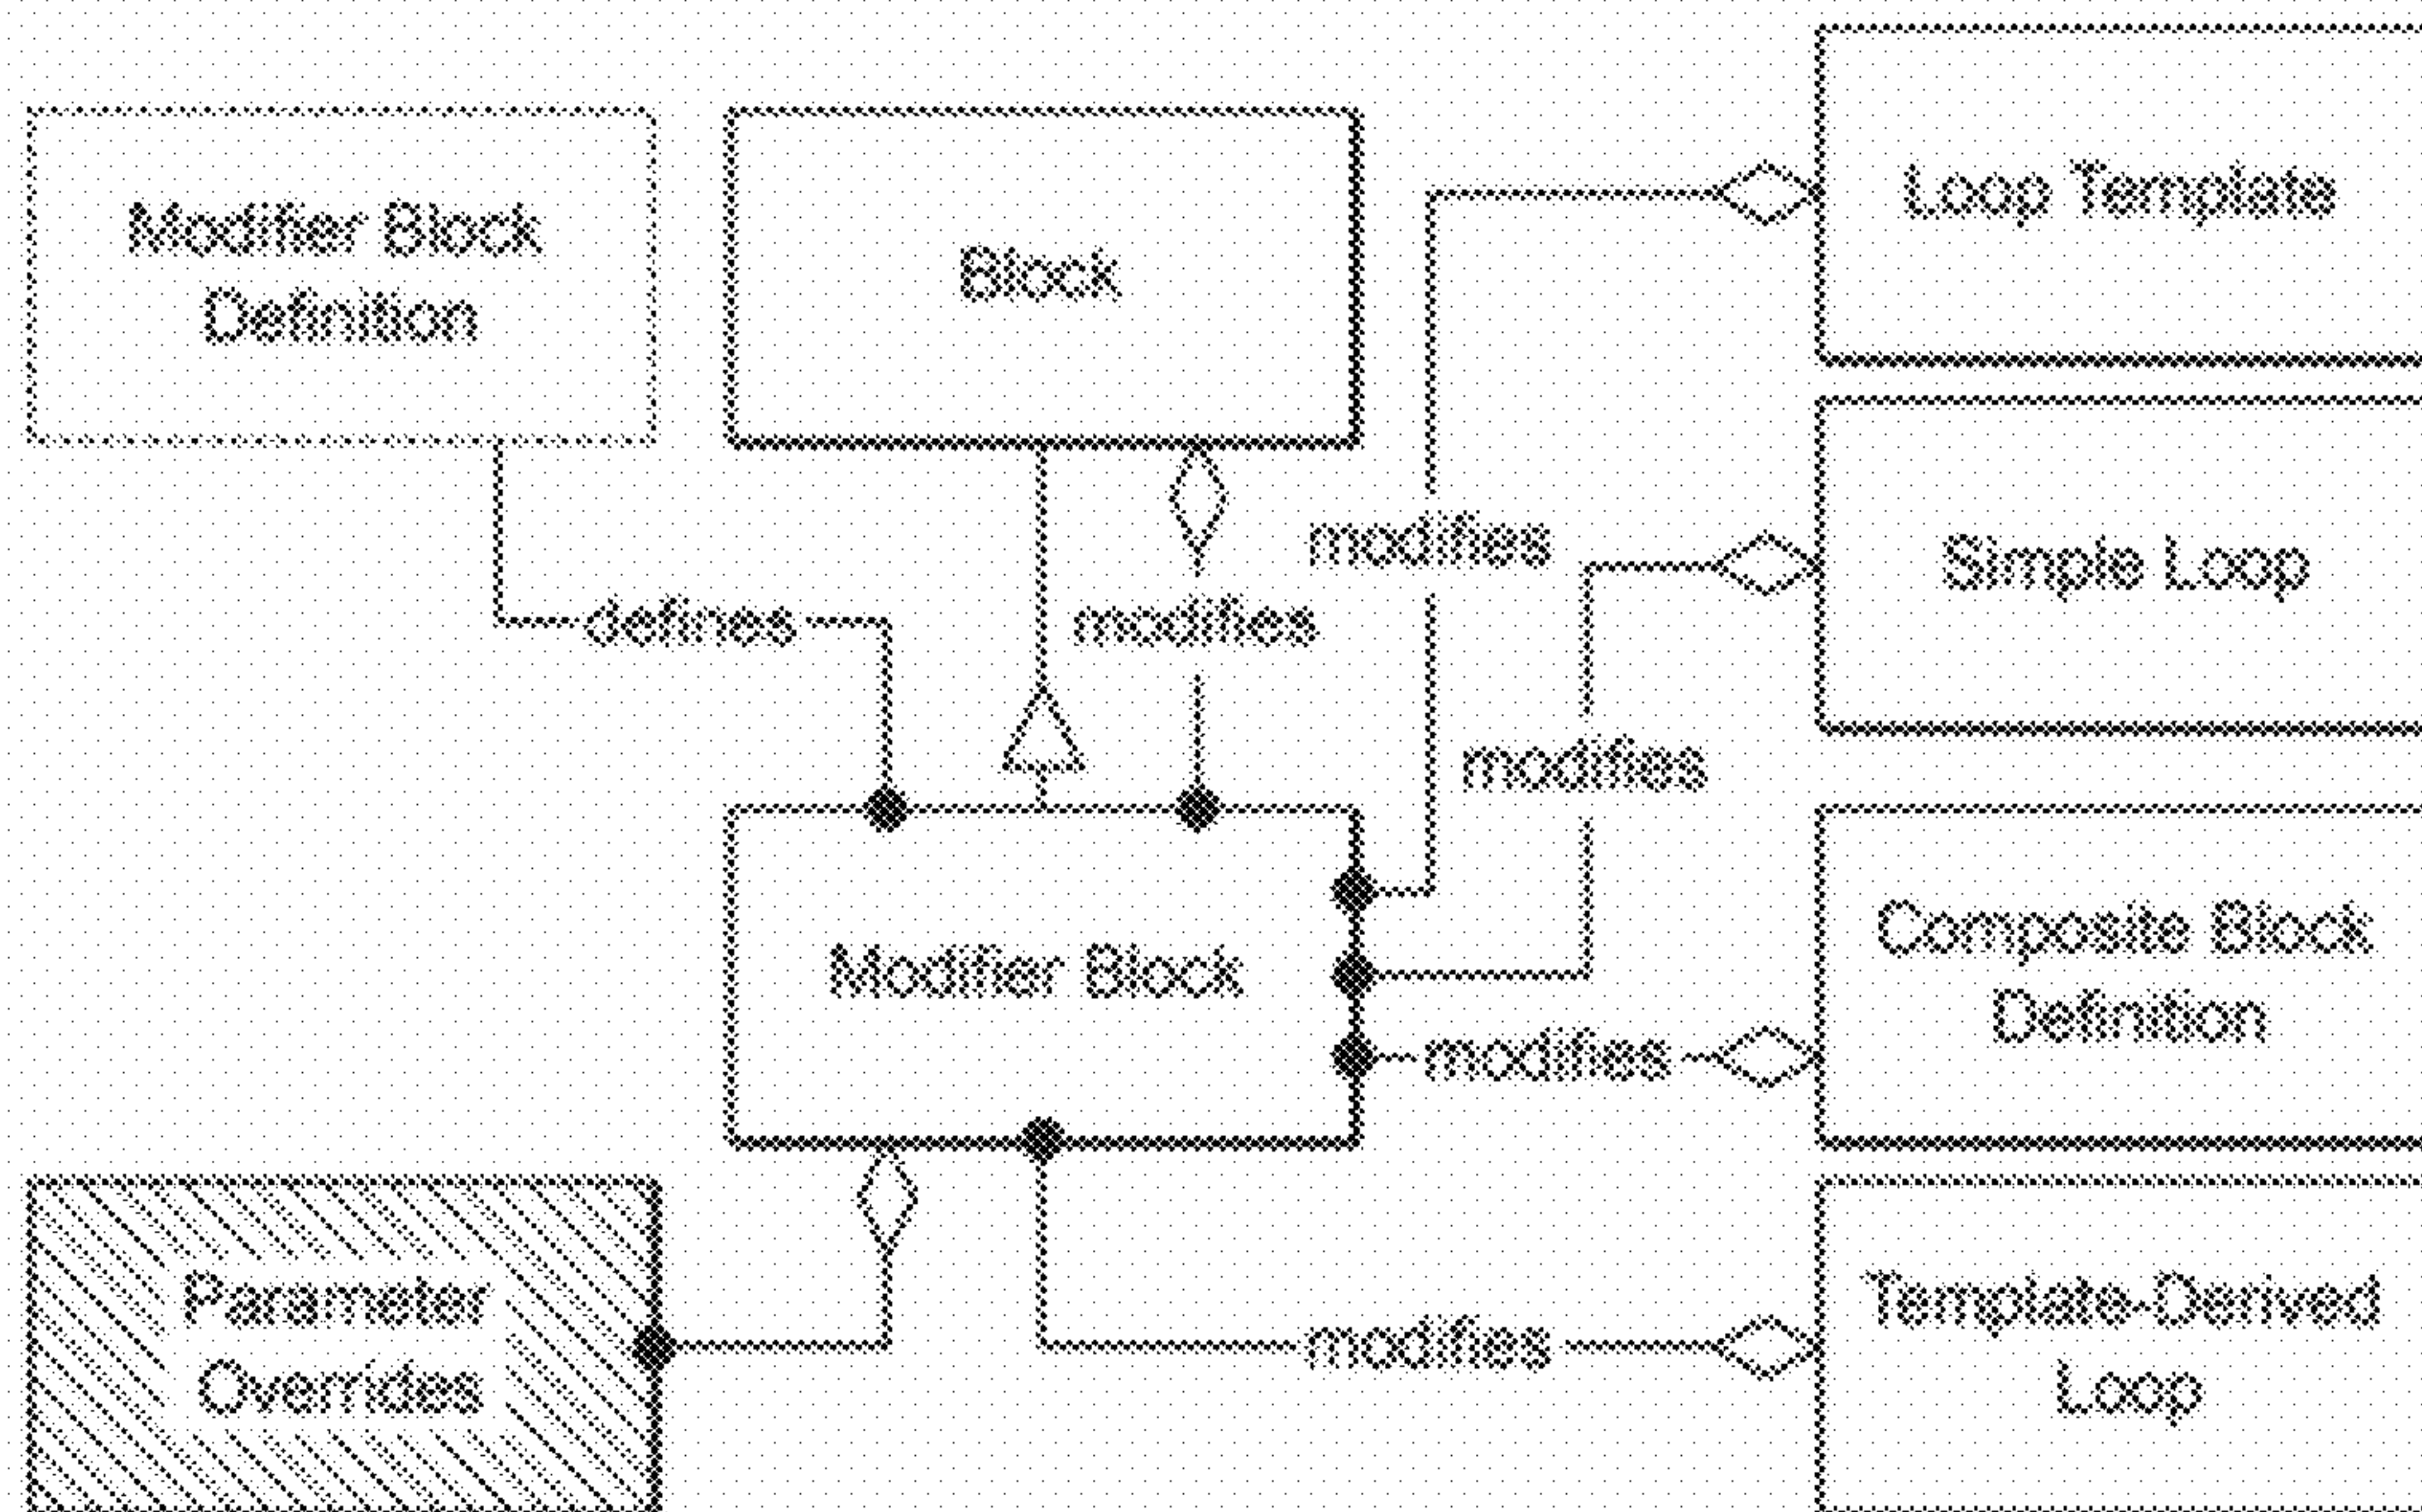 Modifier Block
Definition
Block
Loop Template
modifies
Simple Loop
defines
modifies
modifies
Composite Block
Definition
Modifier Block
modifies
Parameter
Overrides
modifies
Template-Derived
Loop